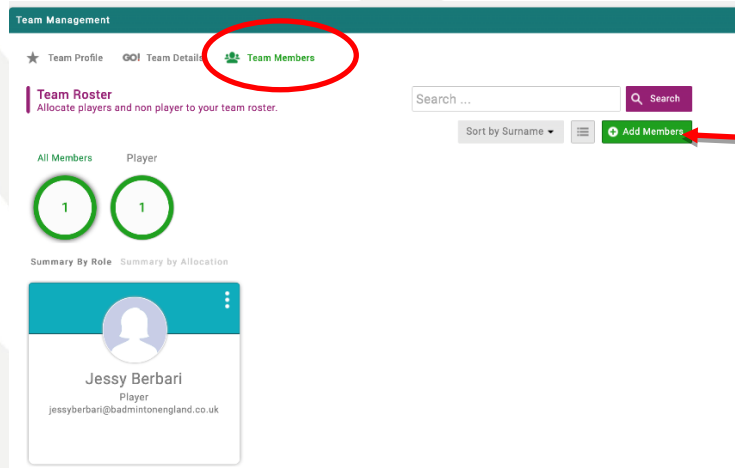 Team Management
Team Profile GO! Team Details Team Members
Team Roster
Allocate players and non player to your team roster.
Search ... Search
Sort by Surname Add Members
All Members Player
1 1
Summary By Role Summary by Allocation
Jessy Berbari
Player
jessyberbari@badmintonengland.co.uk